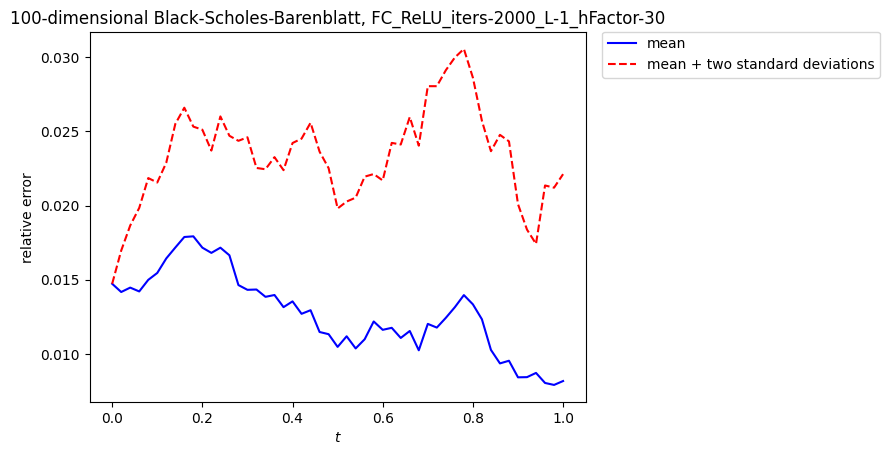 100-dimensional Black-Scholes-Barenblatt, FC_ReLU_iters-2000_L-1_hFactor-30
mean
mean + two standard deviations
relative error
0.030
0.025
0.020
0.015
0.010
0.0 0.2 0.4 0.6 0.8 1.0
t